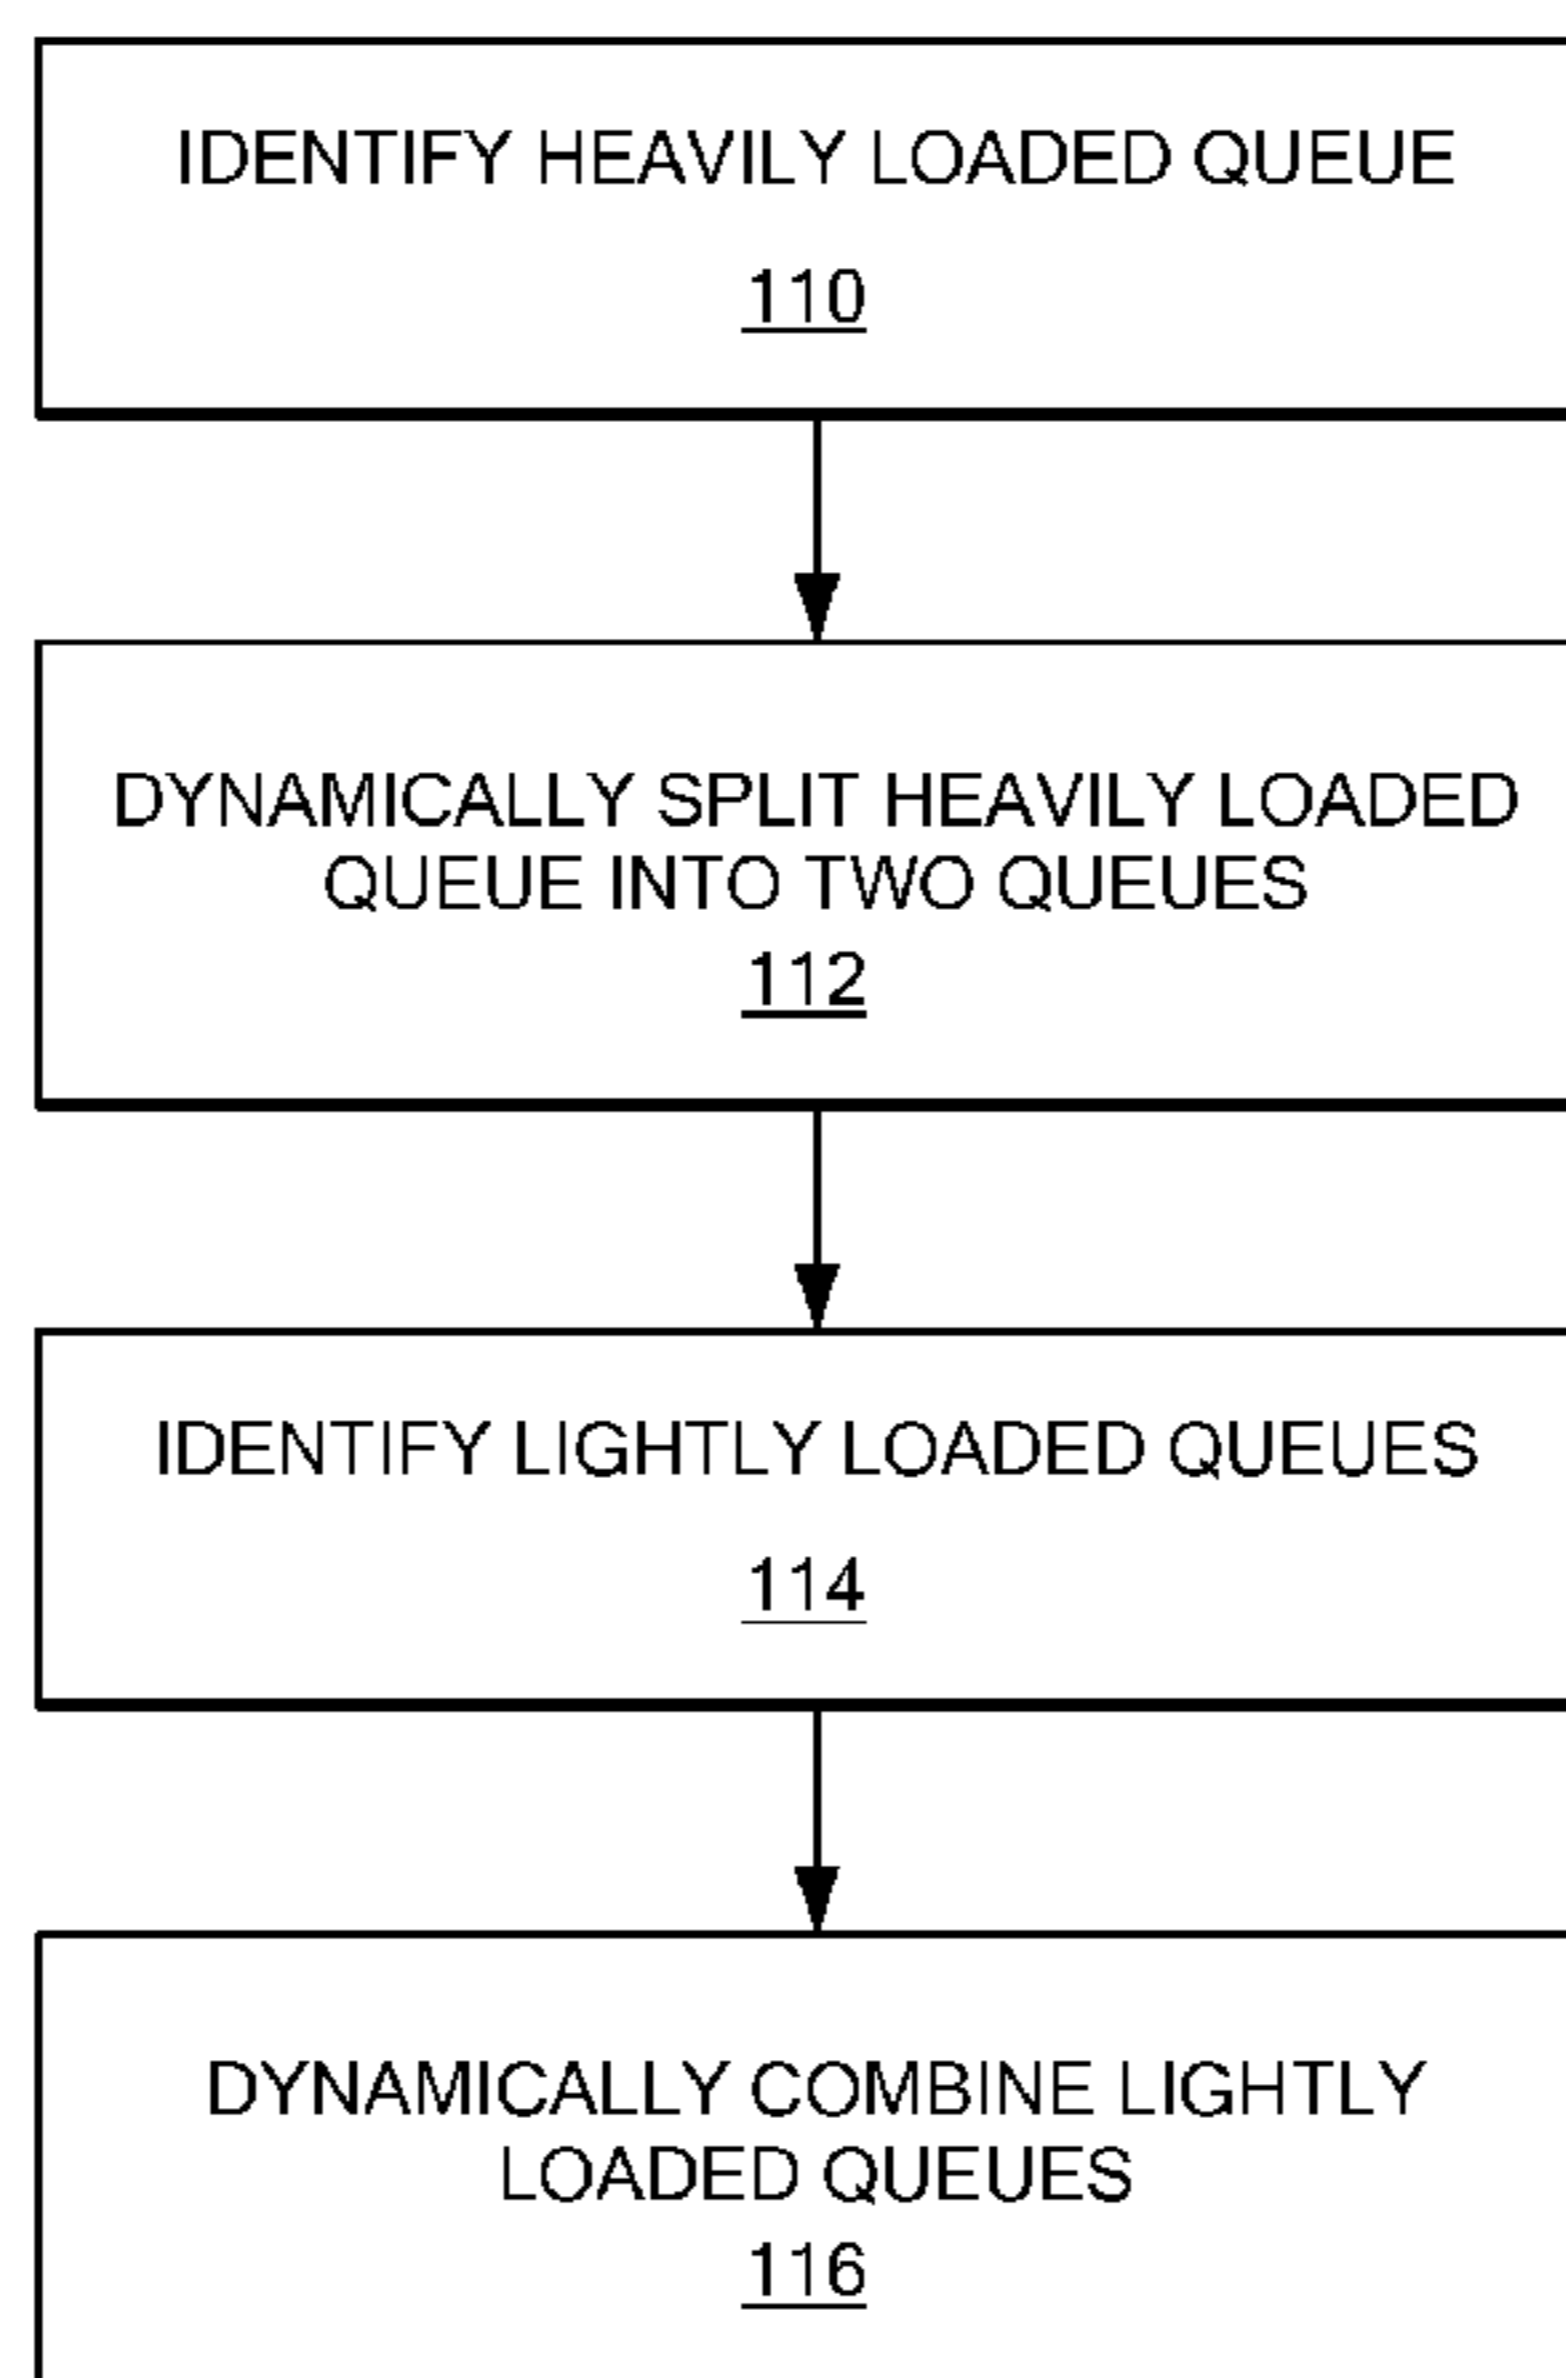 IDENTIFY HEAVILY LOADED QUEUE
110
DYNAMICALLY SPLIT HEAVILY LOADED
QUEUE INTO TWO QUEUES
112
IDENTIFY LIGHTLY LOADED QUEUES
114
DYNAMICALLY COMBINE LIGHTLY
LOADED QUEUES
116